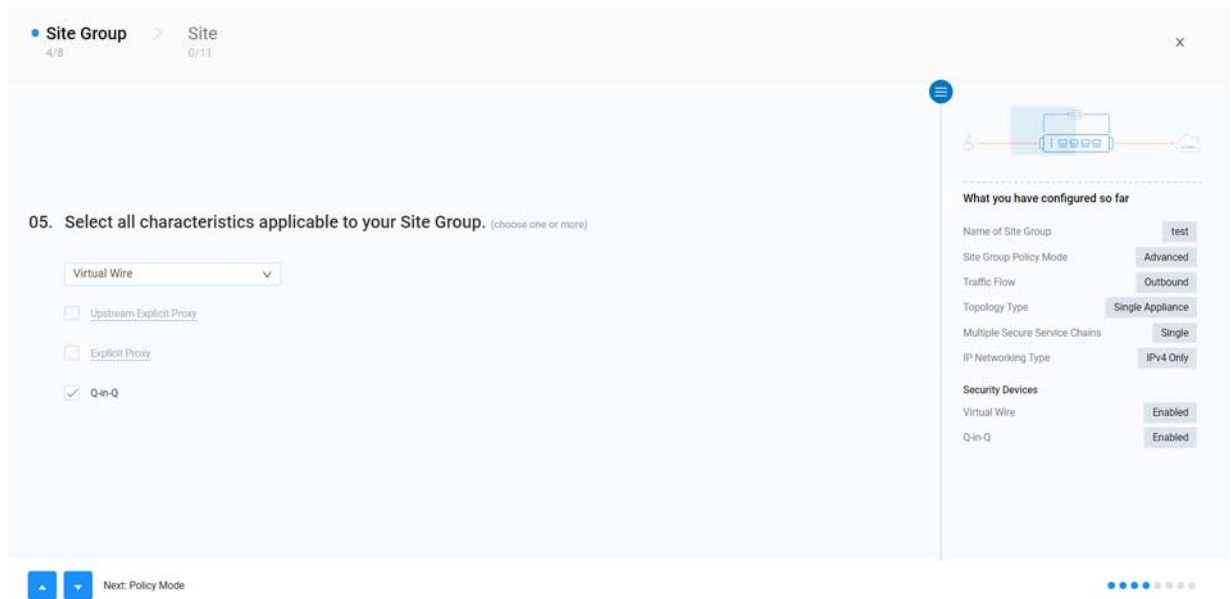 Site Group
4/8
Site
0/11
X
05. Select all characteristics applicable to your Site Group. (choose one or more)
Virtual Wire
Upstream Explicit Proxy
Explicit Proxy
Q-in-Q
What you have configured so far
Name of Site Group test
Site Group Policy Mode Advanced
Traffic Flow Outbound
Topology Type Single Appliance
Multiple Secure Service Chains Single
IP Networking Type IPv4 Only
Security Devices
Virtual Wire Enabled
Q-in-Q Enabled
Next: Policy Mode